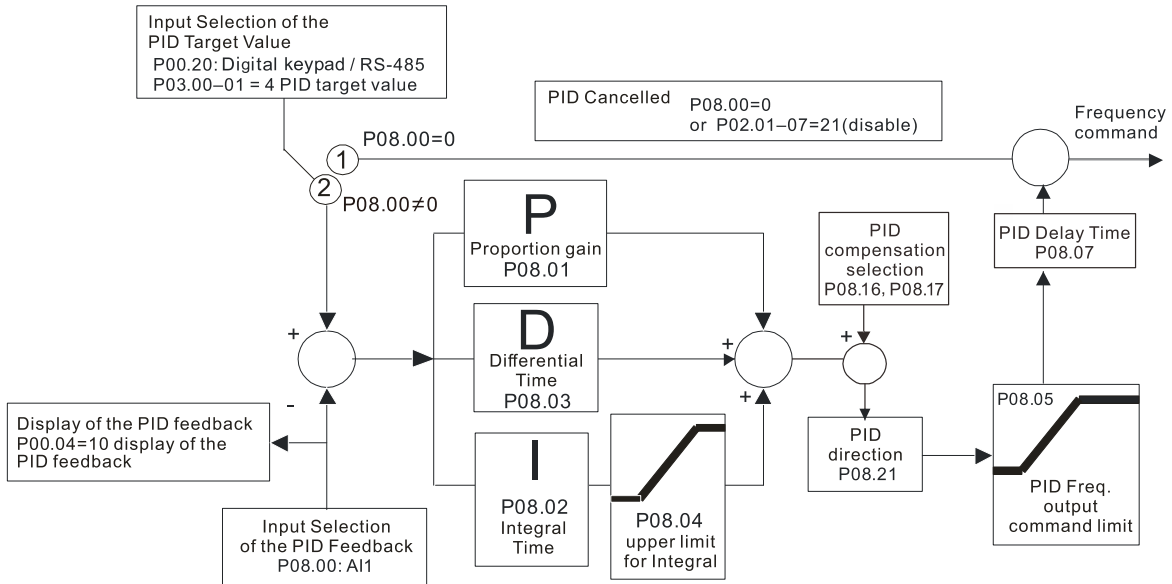 Input Selection of the
PID Target Value
P00.20: Digital keypad / RS-485
P03.00–01 = 4 PID target value
PID Cancelled
P08.00=0
or P02.01–07=21(disable)
Frequency
command
1
P08.00=0
2
P08.00≠0
P
Proportion gain
P08.01
PID
compensation
selection
P08.16, P08.17
PID Delay Time
P08.07
+
D
Differential
Time
P08.03
+
+
+
-
Display of the PID feedback
P00.04=10 display of the
PID feedback
I
P08.02
Integral
Time
P08.04
upper limit
for Integral
PID
direction
P08.21
P08.05
PID Freq.
output
command limit
Input Selection
of the PID Feedback
P08.00: AI1